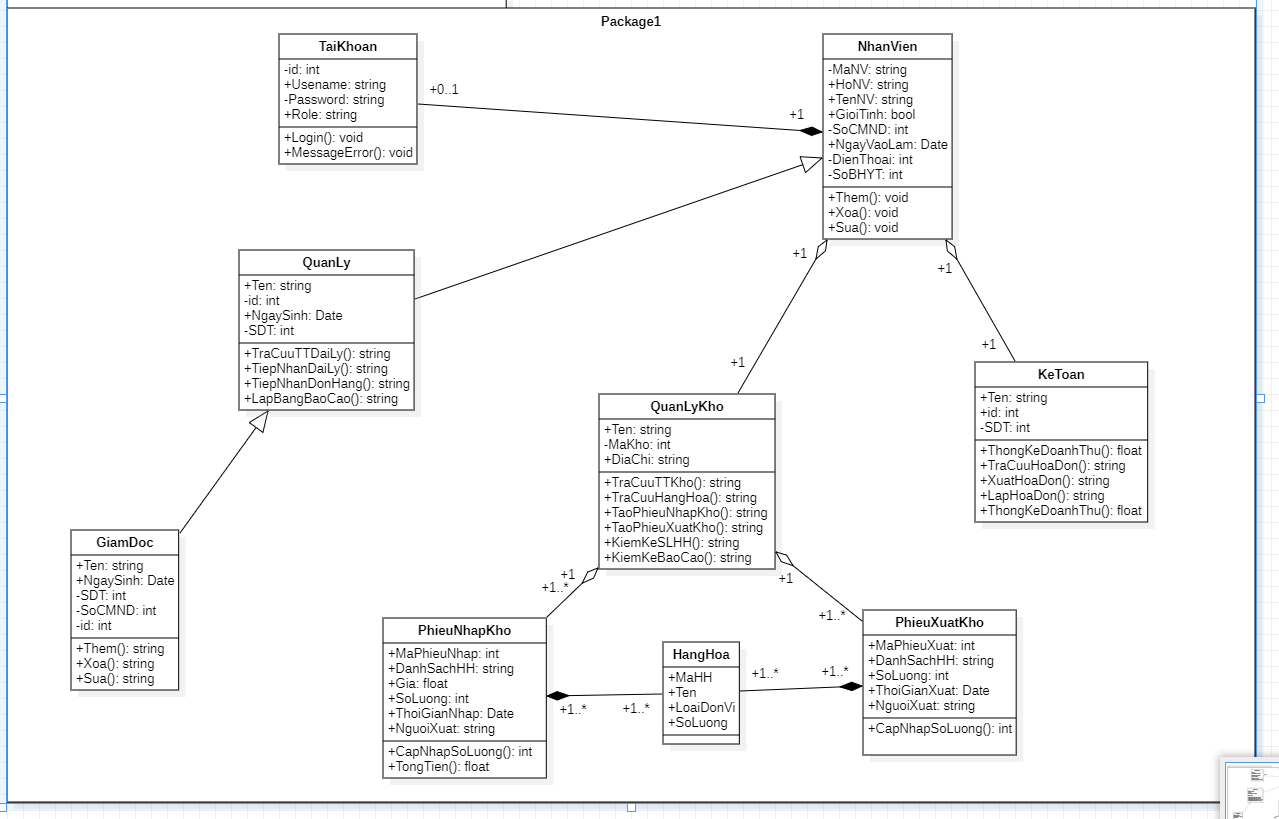 Package1
TaiKhoan
-id: int
+Usename: string
-Password: string
+Role: string
+Login(): void
+MessageError(): void
+0..1
+1
NhanVien
-MaNV: string
+HoNV: string
+TenNV: string
+GioiTinh: bool
-SoCMND: int
+NgayVaoLam: Date
-DienThoai: int
-SoBHYT: int
+Them(): void
+Xoa(): void
+Sua(): void
+1
+1
+1
+1
QuanLy
+Ten: string
-id: int
+NgaySinh: Date
-SDT: int
+TraCuuTTDaiLy(): string
+TiepNhanDaiLy(): string
+TiepNhanDonHang(): string
+LapBangBaoCao(): string
KeToan
+Ten: string
+id: int
-SDT: int
+ThongKeDoanhThu(): float
+TraCuuHoaDon(): string
+XuatHoaDon(): string
+LapHoaDon(): string
+ThongKeDoanhThu(): float
QuanLyKho
+Ten: string
-MaKho: int
+DiaChi: string
+TraCuuTTKho(): string
+TraCuuHangHoa(): string
+TaoPhieuNhapKho(): string
+TaoPhieuXuatKho(): string
+KiemKeSLHH(): string
+KiemKeBaoCao(): string
GiamDoc
+Ten: string
+NgaySinh: Date
-SDT: int
-SoCMND: int
-id: int
+Them(): string
+Xoa(): string
+Sua(): string
+1
+1..*
+1
+1..*
PhieuNhapKho
+MaPhieuNhap: int
+DanhSachHH: string
+Gia: float
+SoLuong: int
+ThoiGianNhap: Date
+NguoiXuat: string
+CapNhapSoLuong(): int
+TongTien(): float
+1..*
+1..*
HangHoa
+MaHH
+Ten
+LoaiDonVi
+SoLuong
+1..*
+1..*
PhieuXuatKho
+MaPhieuXuat: int
+DanhSachHH: string
+SoLuong: int
+ThoiGianXuat: Date
+NguoiXuat: string
+CapNhapSoLuong(): int